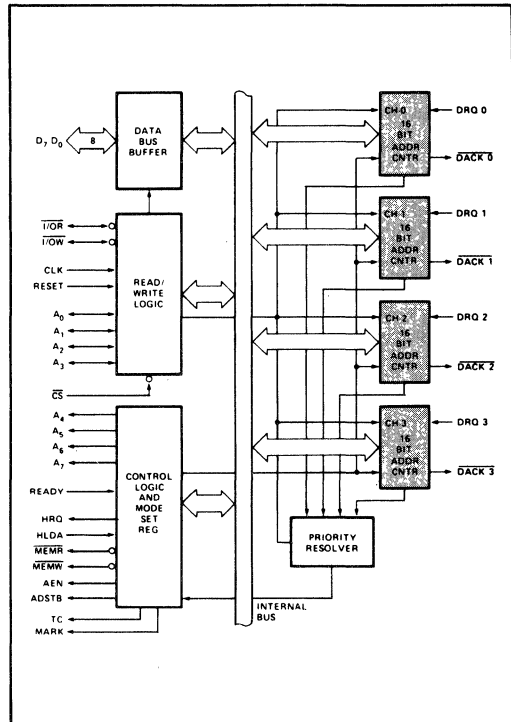 D7 D0
8
DATA
BUS
BUFFER
I/OR
I/OW
CLK
RESET
A0
A1
A2
A3
CS
READ/
WRITE
LOGIC
A4
A5
A6
A7
READY
HRQ
HLDA
MEMR
MEMW
AEN
ADSTB
TC
MARK
CONTROL
LOGIC
AND
MODE
SET
REG
INTERNAL
BUS
CH-0
16
BIT
ADDR
CNTR
DRQ 0
DACK 0
CH-1
16
BIT
ADDR
CNTR
DRQ 1
DACK 1
CH-2
16
BIT
ADDR
CNTR
DRQ 2
DACK 2
CH-3
16
BIT
ADDR
CNTR
DRQ 3
DACK 3
PRIORITY
RESOLVER